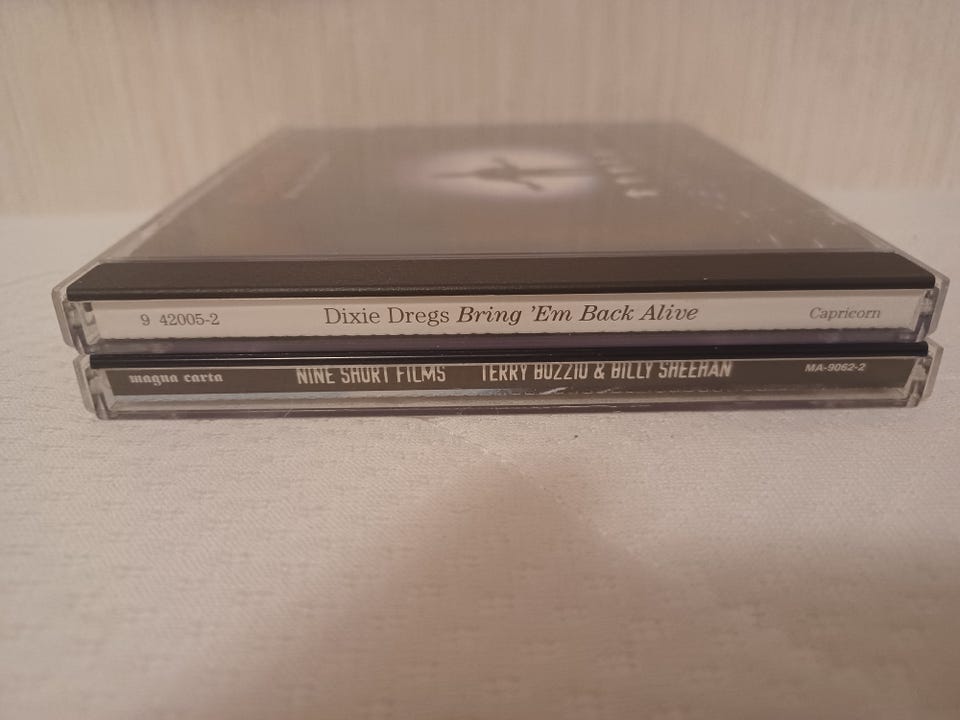 9 42005-2 Dixie Dregs Bring 'Em Back Alive Capricorn
magna carta NINE SHORT FILMS TERRY BOZZIO & BILLY SHEEHAN MA-9062-2